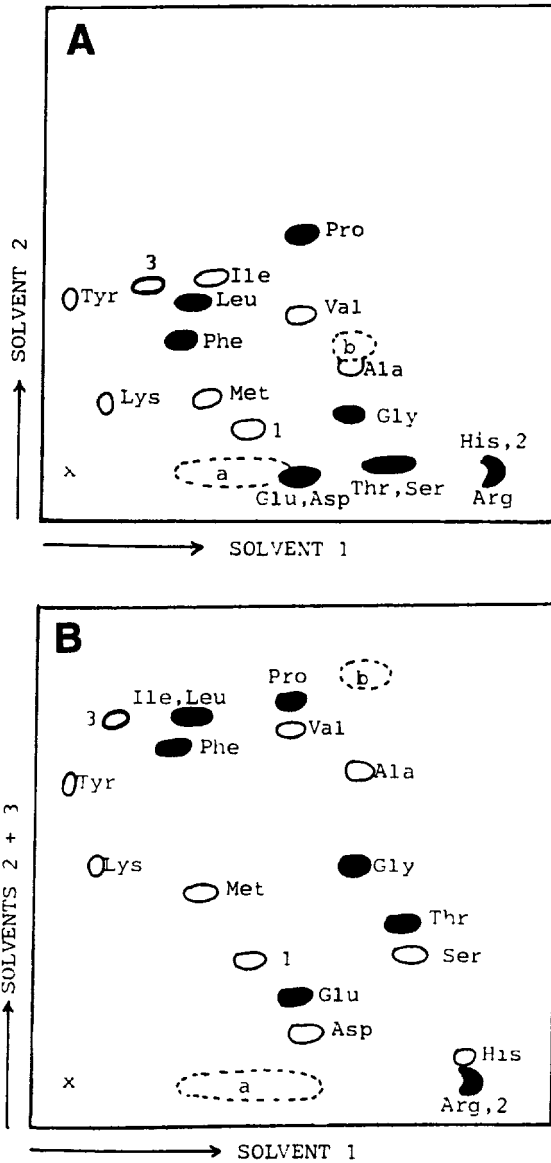 A
Pro
3
Ile
Tyr
Leu
Val
Phe
b
Ala
Lys
Met
Gly
1
His,2
x
a
Glu,Asp
Thr,Ser
Arg
SOLVENT 2
SOLVENT 1
B
Pro
b
Ile,Leu
3
Val
Phe
Tyr
Ala
Lys
Gly
Met
Thr
1
Ser
Glu
Asp
His
x
a
Arg,2
SOLVENTS 2 + 3
SOLVENT 1